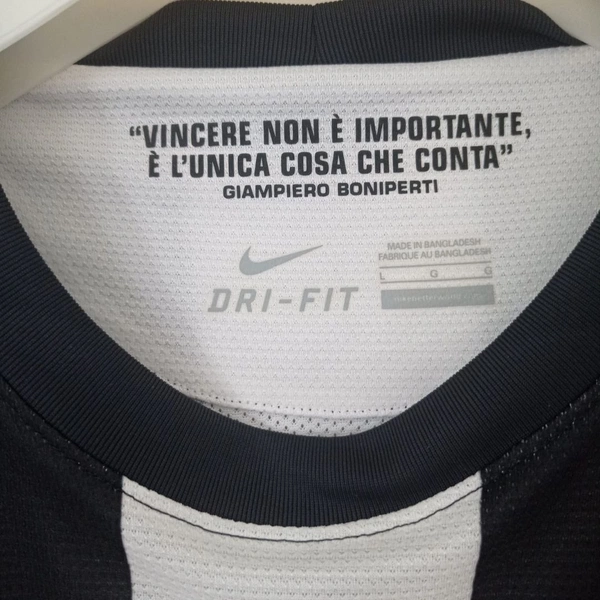 “VINCERE NON È IMPORTANTE,
È L’UNICA COSA CHE CONTA”
GIAMPIERO BONIPERTI
MADE IN BANGLADESH
FABRIQUE AU BANGLADESH
L G G
DRI-FIT